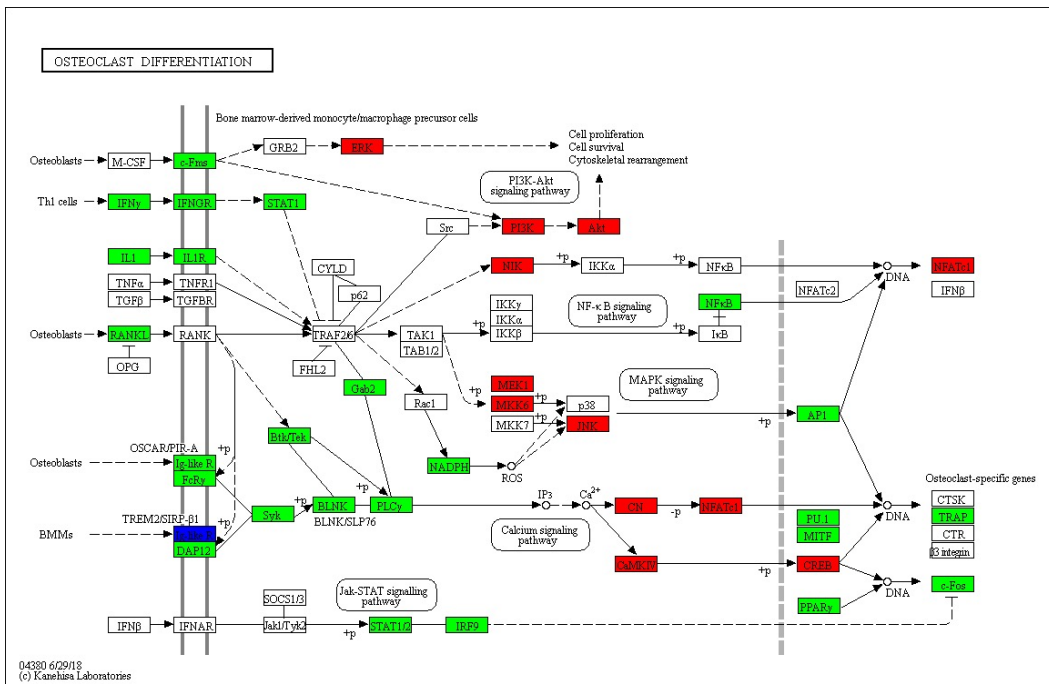 OSTEOCLAST DIFFERENTIATION
Bone marrow-derived monocyte/macrophage precursor cells
Osteoblasts
M-CSF
c-Fms
GRB2
ERK
Cell proliferation
Cell survival
Cytoskeletal rearrangement
PI3K-Akt
signaling pathway
Th1 cells
IFNγ
IFNGR
STAT1
Src
PI3K
Akt
IL1
IL1R
TNFα
TNFR1
TGFβ
TGFBR
CYLD
p62
NIK
+p
IKKα
+p
NFκB
NFATc2
DNA
NFATc1
IFNβ
IKKγ
IKKα
IKKβ
NF-κ B signaling
pathway
NFκB
IκB
+p
+p
Osteoblasts
RANKL
RANK
OPG
TRAF2/6
TAK1
TAB1/2
FHL2
Gab2
Rac1
+p
MEK1
MKK6
MKK7
+p
+p
p38
JNK
MAPK signaling
pathway
+p
AP1
Btk/Tek
NADPH
ROS
OSCAR/PIR-A
+p
Osteoblasts
Ig-like R
FcRγ
Syk
+p
BLNK
BLNK/SLP76
+p
PLCγ
IP3
Ca2+
Calcium signaling
pathway
CN
-p
NFATc1
DNA
PU.1
MITF
Osteoclast-specific genes
CTSK
TRAP
CTR
β3 integrin
TREM2/SIRP-β1
+p
BMMs
DAP12
CaMKIV
+p
CREB
PPARγ
DNA
c-Fos
Jak-STAT signalling
pathway
SOCS1/3
IFNβ
IFNAR
Jak1/Tyk2
+p
STAT1/2
IRF9
04380 6/29/18
(c) Kanehisa Laboratories